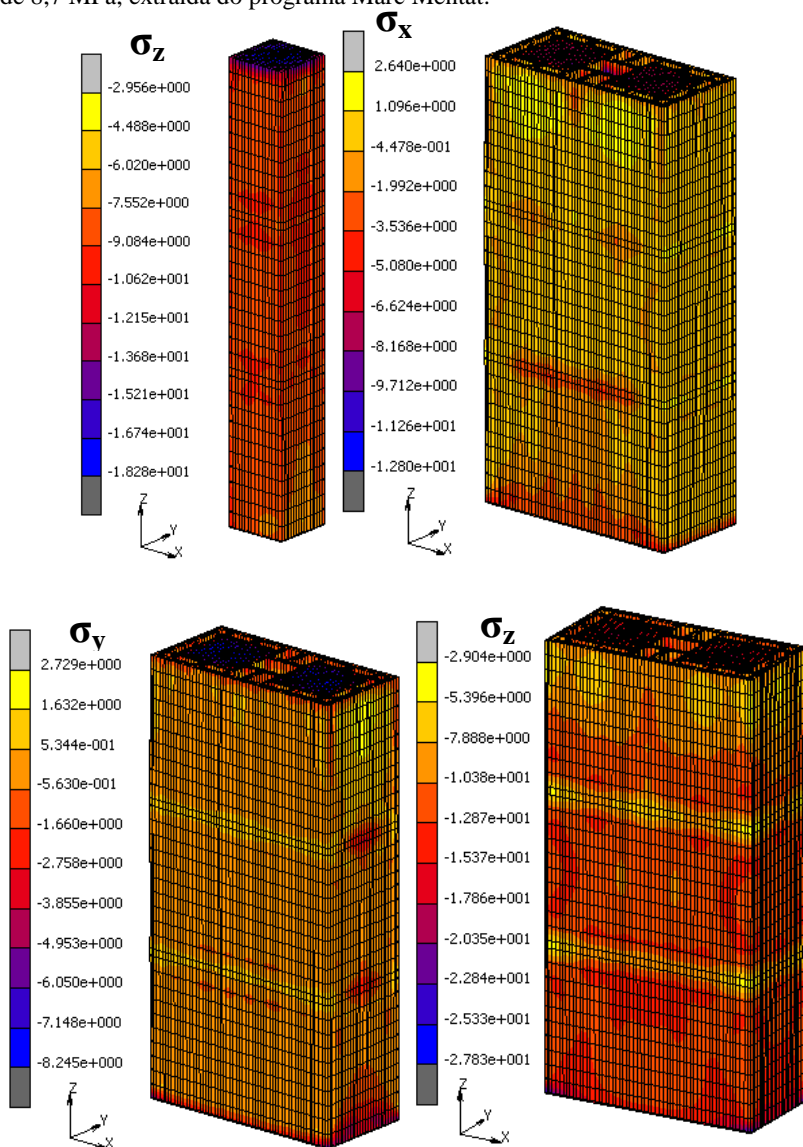 de 8,7 MPa, extraída do programa Marc Mentat.
σz
-2.956e+000
-4.488e+000
-6.020e+000
-7.552e+000
-9.084e+000
-1.062e+001
-1.215e+001
-1.368e+001
-1.521e+001
-1.674e+001
-1.828e+001
Z
Y
X
σx
2.640e+000
1.096e+000
-4.478e-001
-1.992e+000
-3.536e+000
-5.080e+000
-6.624e+000
-8.168e+000
-9.712e+000
-1.126e+001
-1.280e+001
Z
Y
X
σy
2.729e+000
1.632e+000
5.344e-001
-5.630e-001
-1.660e+000
-2.758e+000
-3.855e+000
-4.953e+000
-6.050e+000
-7.148e+000
-8.245e+000
Z
Y
X
σz
-2.904e+000
-5.396e+000
-7.888e+000
-1.038e+001
-1.287e+001
-1.537e+001
-1.786e+001
-2.035e+001
-2.284e+001
-2.533e+001
-2.783e+001
Z
Y
X